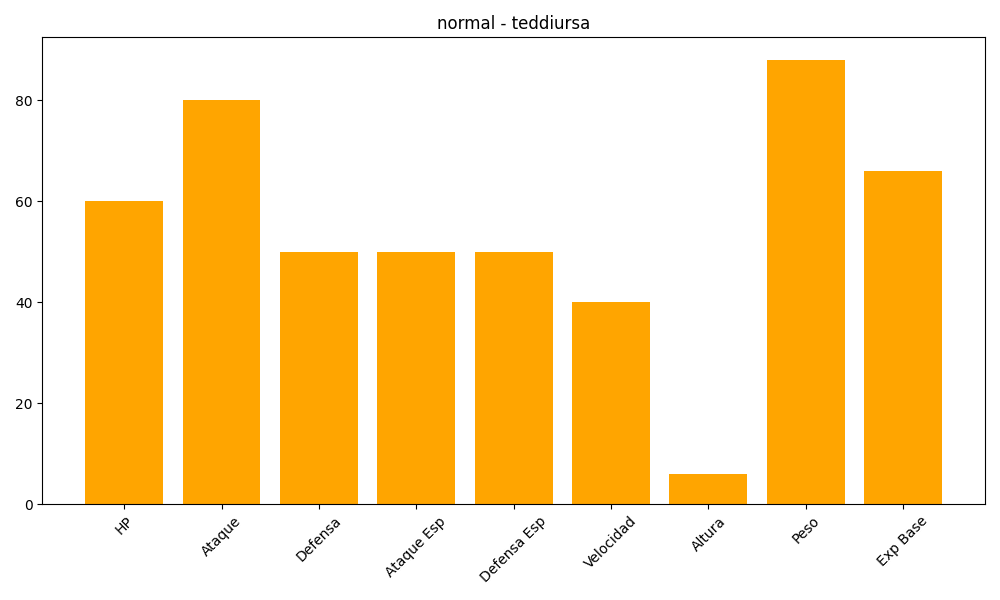 normal - teddiursa
80
60
40
20
0
HP
Ataque
Defensa
Ataque Esp
Defensa Esp
Velocidad
Altura
Peso
Exp Base